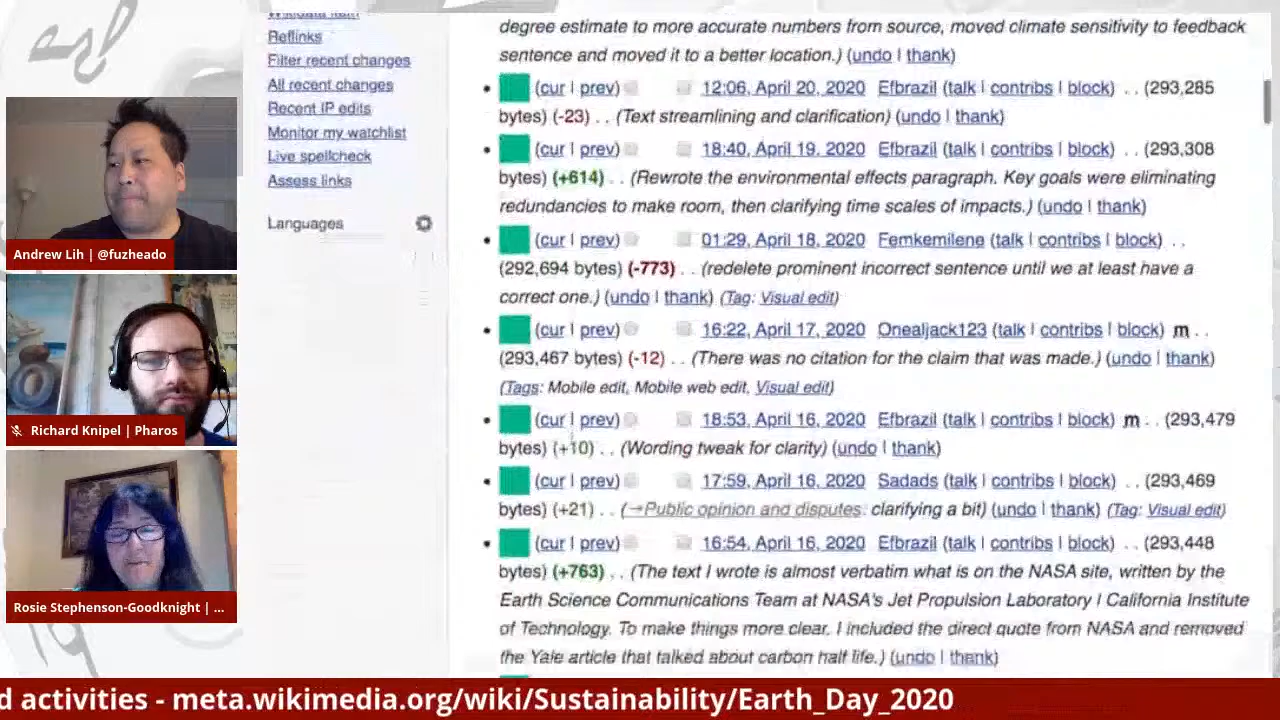 Wikidata item
Reflinks
Filter recent changes
All recent changes
Recent IP edits
Monitor my watchlist
Live spellcheck
Assess links
Languages
degree estimate to more accurate numbers from source, moved climate sensitivity to feedback
sentence and moved it to a better location.) (undo | thank)
• (cur | prev) 12:06, April 20, 2020 Efbrazil (talk | contribs | block) . . (293,285
bytes) (-23) . . (Text streamlining and clarification) (undo | thank)
• (cur | prev) 18:40, April 19, 2020 Efbrazil (talk | contribs | block) . . (293,308
bytes) (+614) . . (Rewrote the environmental effects paragraph. Key goals were eliminating
redundancies to make room, then clarifying time scales of impacts.) (undo | thank)
• (cur | prev) 01:29, April 18, 2020 Femkemilene (talk | contribs | block) . .
(292,694 bytes) (-773) . . (redelete prominent incorrect sentence until we at least have a
correct one.) (undo | thank) (Tag: Visual edit)
• (cur | prev) 16:22, April 17, 2020 Onealjack123 (talk | contribs | block) m . .
(293,467 bytes) (-12) . . (There was no citation for the claim that was made.) (undo | thank)
(Tags: Mobile edit, Mobile web edit, Visual edit)
• (cur | prev) 18:53, April 16, 2020 Efbrazil (talk | contribs | block) m . . (293,479
bytes) (+10) . . (Wording tweak for clarity) (undo | thank)
• (cur | prev) 17:59, April 16, 2020 Sadads (talk | contribs | block) . . (293,469
bytes) (+21) . . (→Public opinion and disputes: clarifying a bit) (undo | thank) (Tag: Visual edit)
• (cur | prev) 16:54, April 16, 2020 Efbrazil (talk | contribs | block) . . (293,448
bytes) (+763) . . (The text I wrote is almost verbatim what is on the NASA site, written by the
Earth Science Communications Team at NASA's Jet Propulsion Laboratory | California Institute
of Technology. To make things more clear, I included the direct quote from NASA and removed
the Yale article that talked about carbon half life.) (undo | thank)
Andrew Lih | @fuzheado
Richard Knipel | Pharos
Rosie Stephenson-Goodknight | ...
d activities - meta.wikimedia.org/wiki/Sustainability/Earth_Day_2020